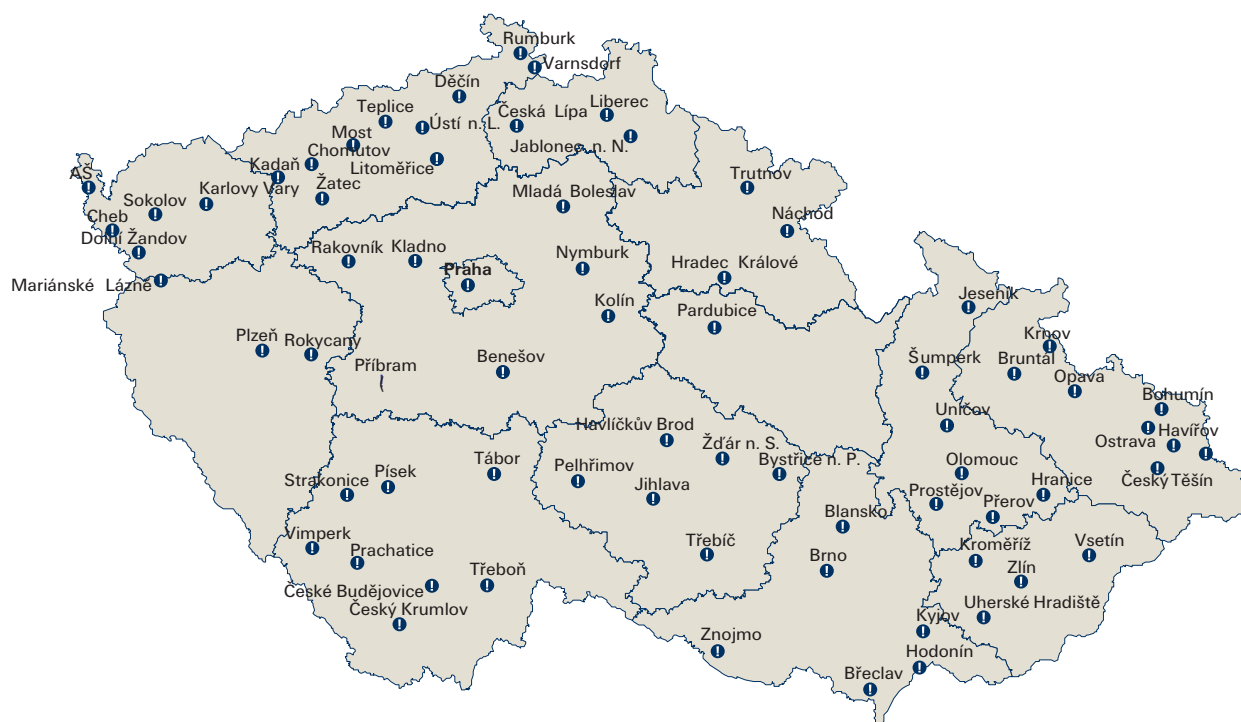 Rumburk
Varnsdorf
Děčín
Teplice
Česká Lípa
Liberec
Ústí n. L.
Most
Jablonec n. N.
Chomutov
Litoměřice
Kadaň
AŠ
Karlovy Vary
Žatec
Trutnov
Mladá Boleslav
Sokolov
Cheb
Náchod
Dolní Žandov
Rakovník
Kladno
Nymburk
Praha
Hradec Králové
Mariánské Lázně
Jeseník
Kolín
Pardubice
Krnov
Plzeň
Rokycany
Benešov
Příbram
Šumperk
Bruntál
Opava
Bohumín
Uničov
Havlíčkův Brod
Havířov
Ostrava
Žďár n. S.
Tábor
Pelhřimov
Bystřice n. P.
Olomouc
Český Těšín
Strakonice
Písek
Jihlava
Hranice
Prostějov
Přerov
Blansko
Vimperk
Prachatice
Třebíč
Brno
Kroměříž
Vsetín
Zlín
České Budějovice
Třeboň
Český Krumlov
Uherské Hradiště
Kyjov
Znojmo
Hodonín
Břeclav